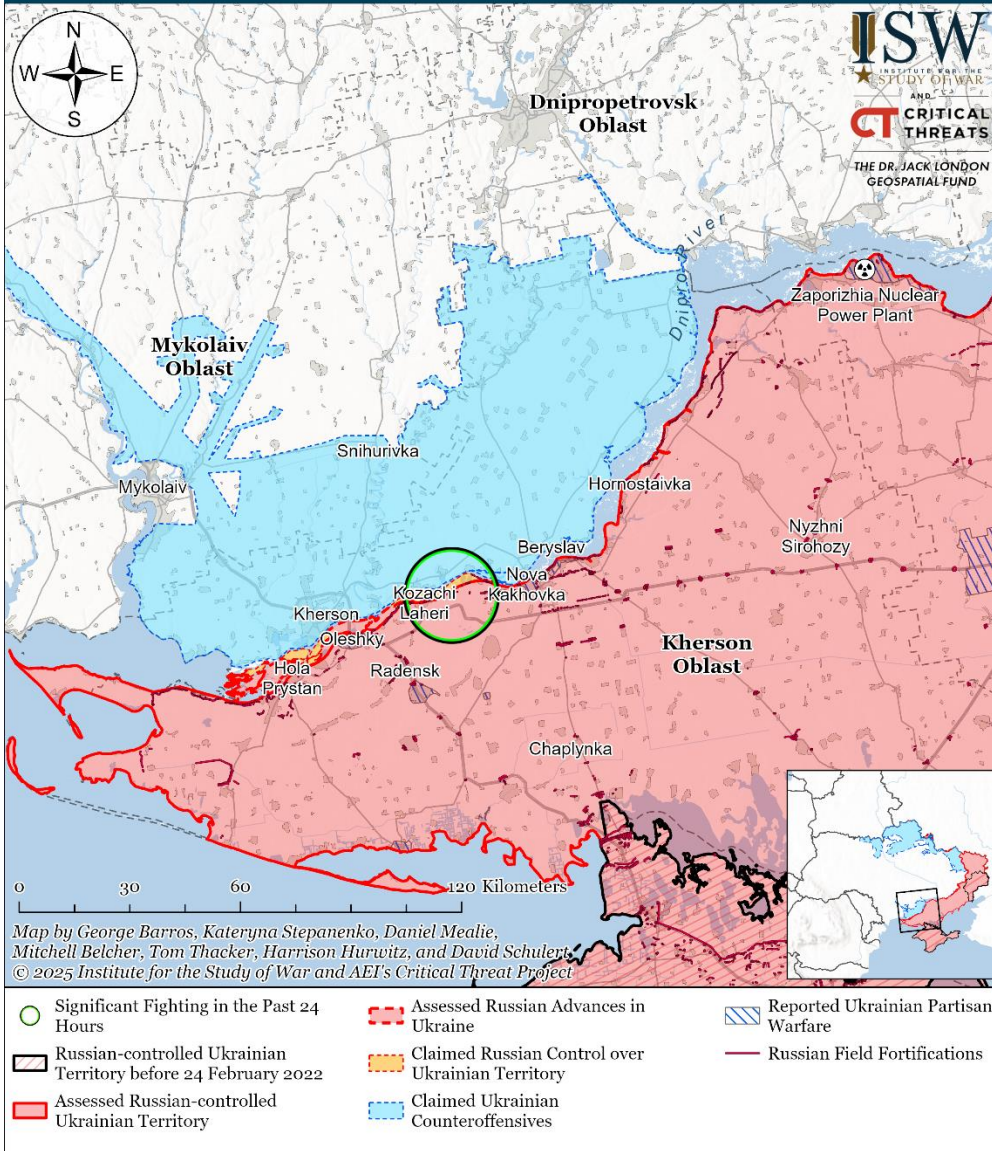 N
W E
S
ISW
INSTITUTE FOR THE
STUDY OF WAR
AND
CT CRITICAL
THREATS
THE DR. JACK LONDON
GEOSPATIAL FUND
Dnipropetrovsk
Oblast
Dnipro River
Zaporizhia Nuclear
Power Plant
Mykolaiv
Oblast
Snihurivka
Mykolaiv
Hornostaivka
Nyzhni
Sirohozy
Beryslav
Nova
Kakhovka
Kozachi
Laheri
Kherson
Oleshky
Kherson
Oblast
Hola
Prystan
Radensk
Chaplynka
0 30 60 120 Kilometers
Map by George Barros, Kateryna Stepanenko, Daniel Mealie,
Mitchell Belcher, Tom Thacker, Harrison Hurwitz, and David Schulert
© 2025 Institute for the Study of War and AEI's Critical Threat Project
Significant Fighting in the Past 24
Hours
Russian-controlled Ukrainian
Territory before 24 February 2022
Assessed Russian-controlled
Ukrainian Territory
Assessed Russian Advances in
Ukraine
Claimed Russian Control over
Ukrainian Territory
Claimed Ukrainian
Counteroffensives
Reported Ukrainian Partisan
Warfare
Russian Field Fortifications